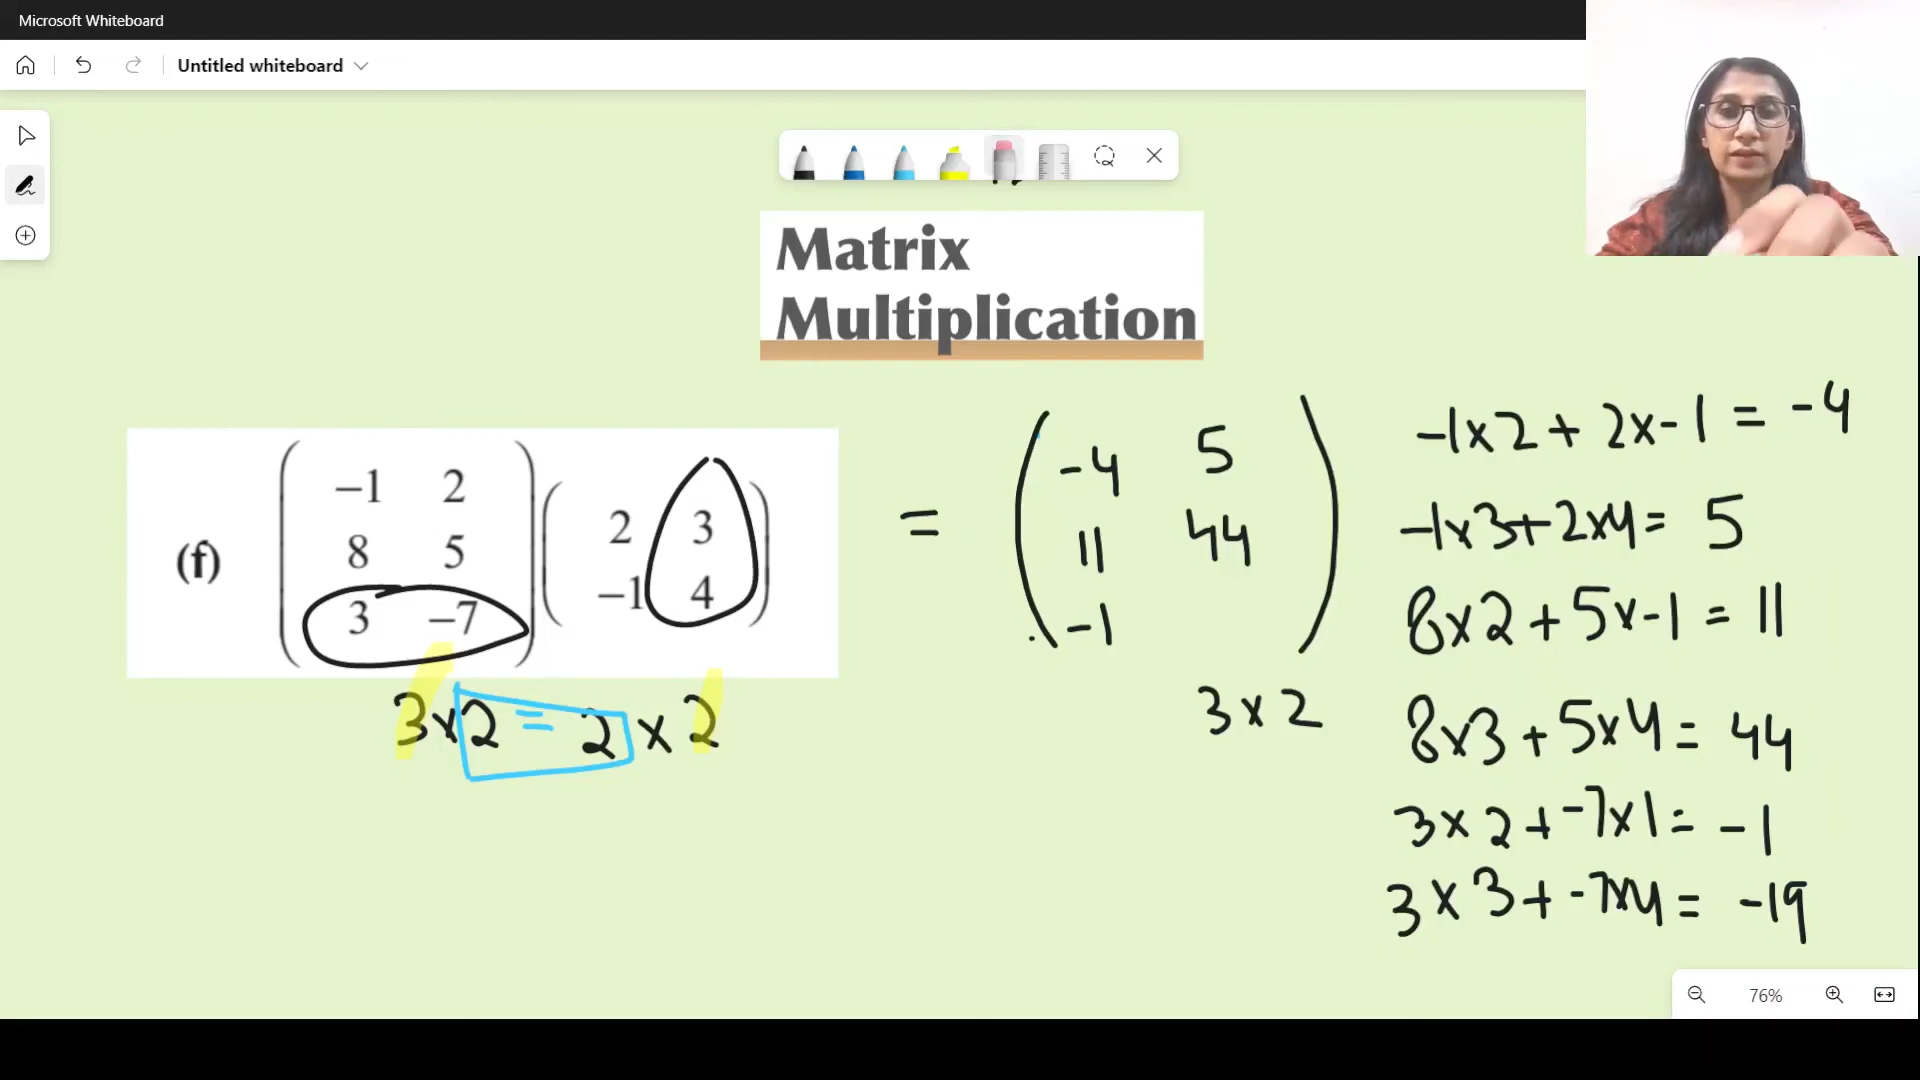 Microsoft Whiteboard
Untitled whiteboard
Matrix
Multiplication
(f)
−1 2
8 5
3 −7
2 3
−1 4
=
-4 5
11 44
-1
3x2 = 2x2
3x2
-1x2+2x-1 = -4
-1x3+2x4= 5
8x2+5x-1 = 11
8x3+5x4= 44
3x2+-7x1= -1
3x3+-7x4= -19
76%